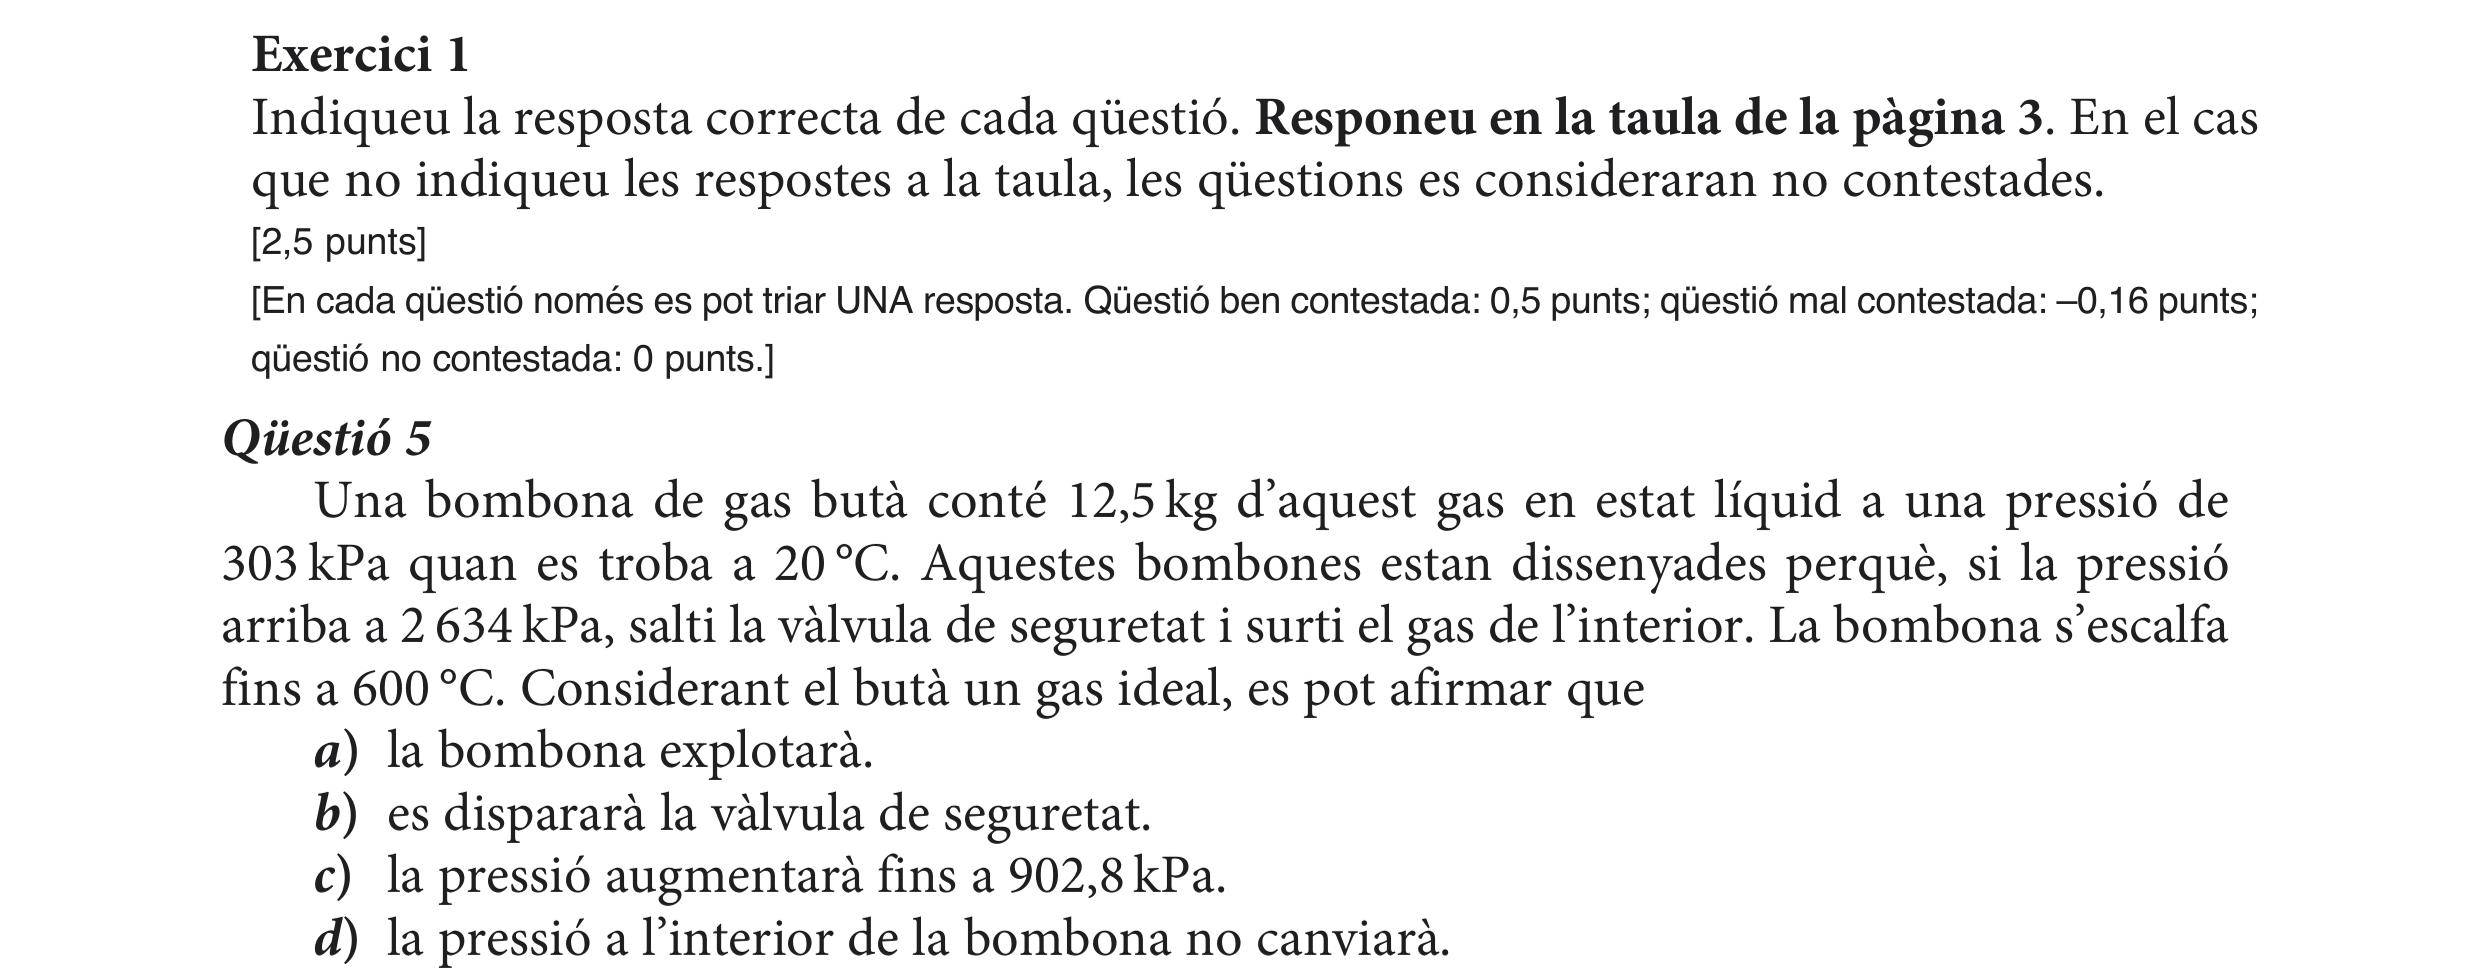 Exercici 1
Indiqueu la resposta correcta de cada qüestió. Responeu en la taula de la pàgina 3. En el cas
que no indiqueu les respostes a la taula, les qüestions es consideraran no contestades.
[2,5 punts]
[En cada qüestió només es pot triar UNA resposta. Qüestió ben contestada: 0,5 punts; qüestió mal contestada: –0,16 punts;
qüestió no contestada: 0 punts.]
Qüestió 5
Una bombona de gas butà conté 12,5 kg d’aquest gas en estat líquid a una pressió de
303 kPa quan es troba a 20 °C. Aquestes bombones estan dissenyades perquè, si la pressió
arriba a 2 634 kPa, salti la vàlvula de seguretat i surti el gas de l’interior. La bombona s’escalfa
fins a 600 °C. Considerant el butà un gas ideal, es pot afirmar que
a) la bombona explotarà.
b) es dispararà la vàlvula de seguretat.
c) la pressió augmentarà fins a 902,8 kPa.
d) la pressió a l’interior de la bombona no canviarà.